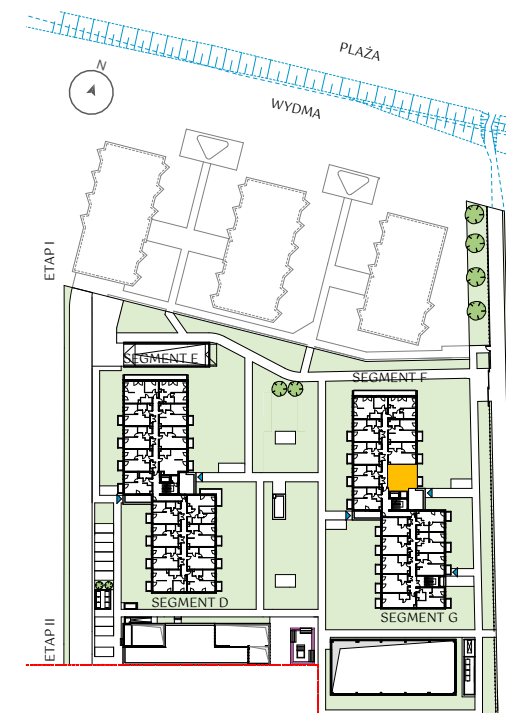 PLAŻA
N
WYDMA
ETAP I
SEGMENT E
SEGMENT F
SEGMENT D
SEGMENT G
ETAP II